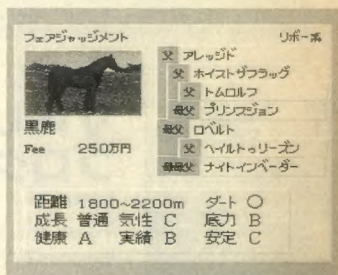 フェアジャッジメント リボー系
父 アレッジド
父 ホイストザフラッグ
父 トムロルフ
母父 プリンスジョン
黒鹿
母父 ロベルト
父 ヘイルトゥリーズン
Fee 250万円
母母父 ナイトインベーダー
距離 1800~2200m ダート ○
成長 普通 気性 C 底力 B
健康 A 実績 B 安定 C